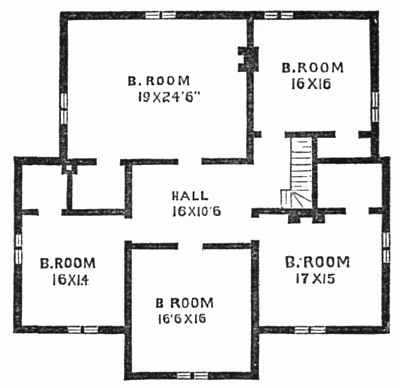 B. ROOM
19X24'6"
B. ROOM
16X16
HALL
16X10'6
B. ROOM
16X14
B ROOM
16'6X16
B. ROOM
17X15